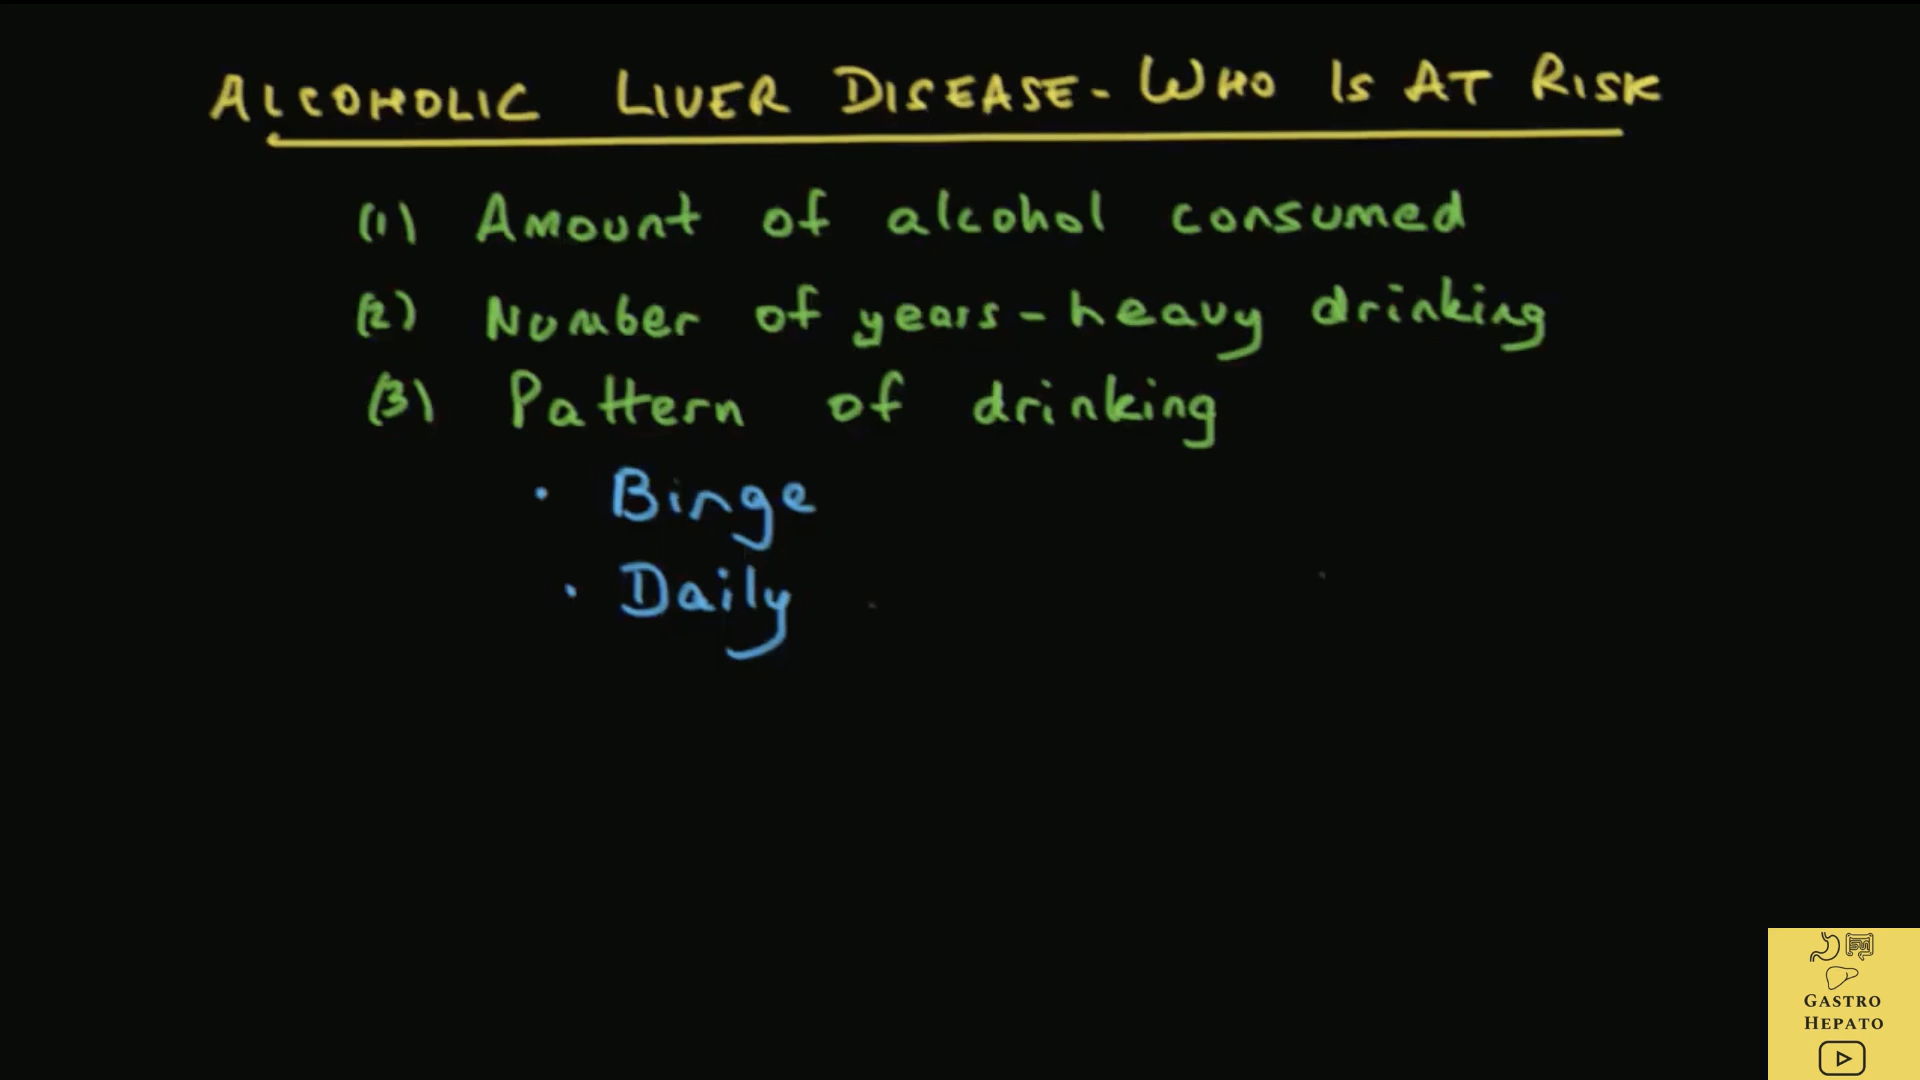 ALCOHOLIC LIVER DISEASE - WHO IS AT RISK
(1) Amount of alcohol consumed
(2) Number of years - heavy drinking
(3) Pattern of drinking
· Binge
· Daily
GASTRO
HEPATO